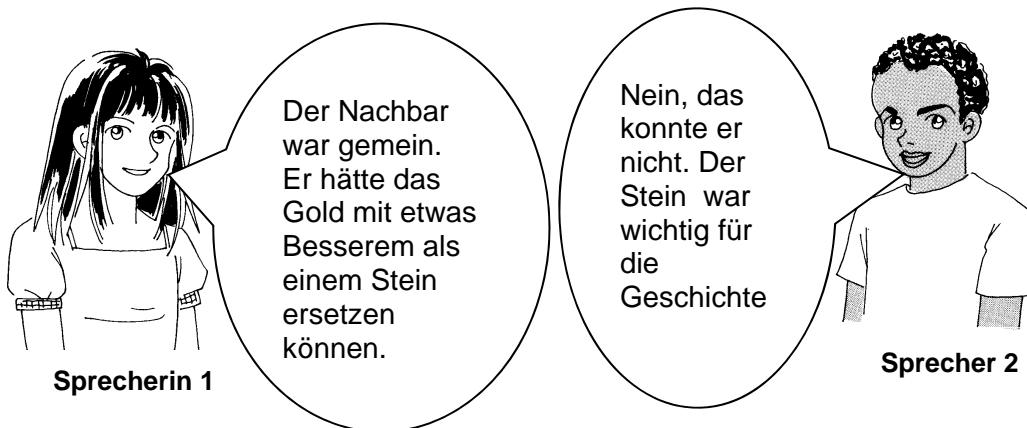 Der Nachbar
war gemein.
Er hätte das
Gold mit etwas
Besserem als
einem Stein
ersetzen
können.
Nein, das
konnte er
nicht. Der
Stein war
wichtig für
die
Geschichte
Sprecherin 1
Sprecher 2